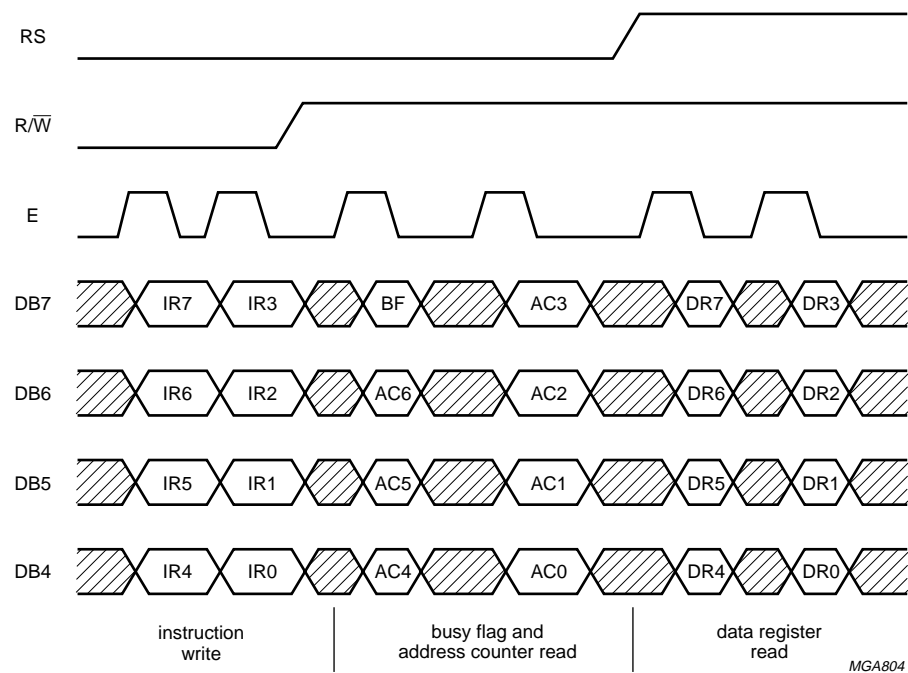 RS
R/W̅
E
DB7 IR7 IR3 BF AC3 DR7 DR3
DB6 IR6 IR2 AC6 AC2 DR6 DR2
DB5 IR5 IR1 AC5 AC1 DR5 DR1
DB4 IR4 IR0 AC4 AC0 DR4 DR0
instruction
write
busy flag and
address counter read
data register
read
MGA804